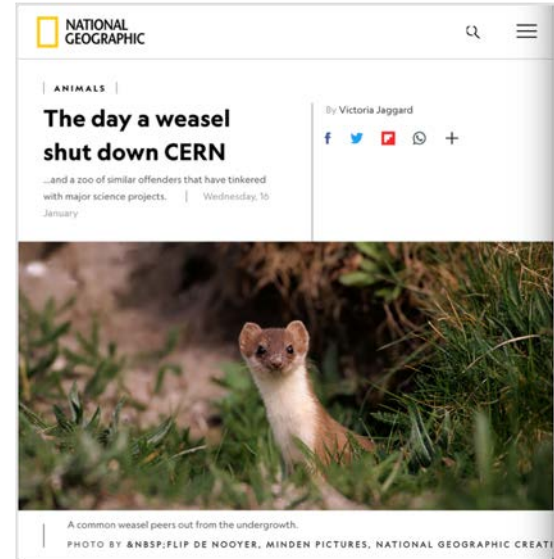 NATIONAL
GEOGRAPHIC
ANIMALS
The day a weasel
shut down CERN
...and a zoo of similar offenders that have tinkered
with major science projects. | Wednesday, 16
January
By Victoria Jaggard
A common weasel peers out from the undergrowth.
PHOTO BY &NBSP;FLIP DE NOOYER, MINDEN PICTURES, NATIONAL GEOGRAPHIC CREATI